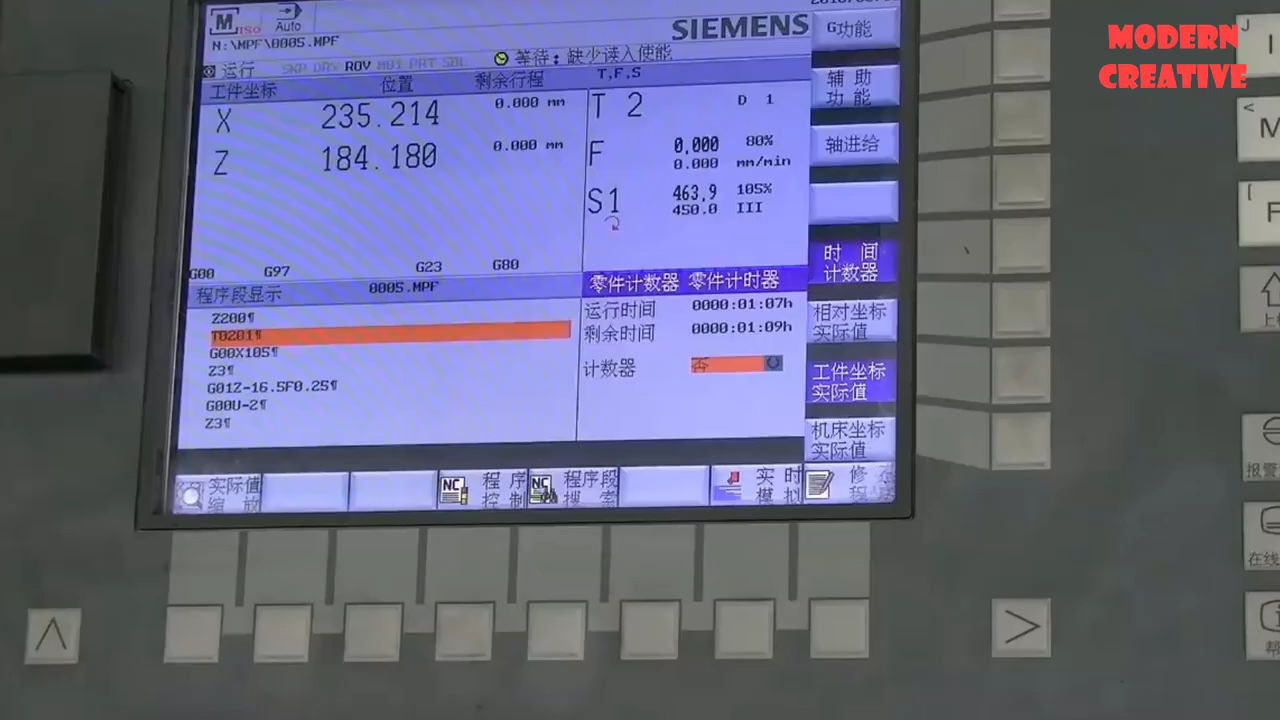 MODERN
CREATIVE
M ISO Auto
SIEMENS
N:\MPF\0005.MPF
运行 SKP DRY ROV M01 PRT SBL
等待：缺少读入使能
工件坐标 位置 剩余行程 T,F,S
X 235.214 0.000 mm
Z 184.180 0.000 mm
T 2 D 1
F 0,000 80%
0.000 mm/min
S1 463,9 105%
450.0 III
G00 G97 G23 G80
程序段显示 0005.MPF
Z200¶
T0201¶
G00X105¶
Z3¶
G01Z-16.5F0.25¶
G00U-2¶
Z3¶
零件计数器 零件计时器
运行时间 0000:01:07h
剩余时间 0000:01:09h
计数器 否
G功能
辅助
功能
轴进给
时间
计数器
相对坐标
实际值
工件坐标
实际值
机床坐标
实际值
实际值
缩放
NC 程序
控制
NC 程序段
搜索
实时
模拟
J
<
M
[
F
报警
在线
>